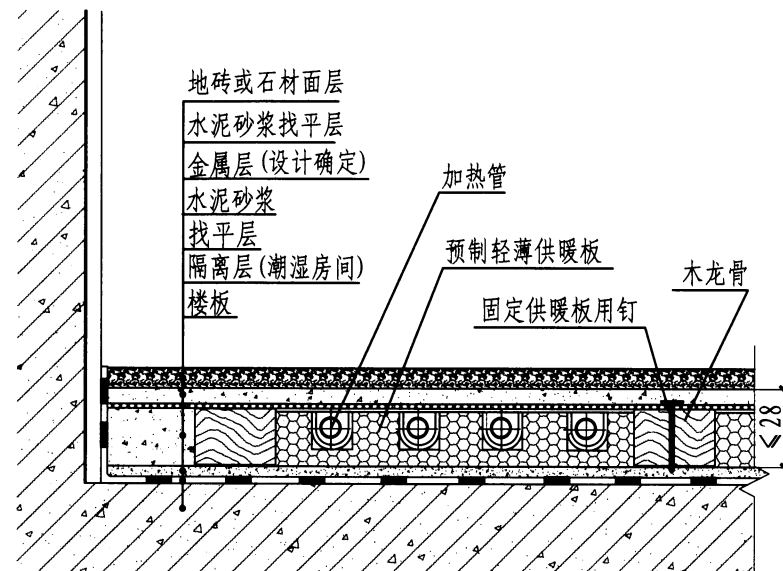 地砖或石材面层
水泥砂浆找平层
金属层(设计确定)
水泥砂浆
找平层
隔离层(潮湿房间)
楼板
加热管
预制轻薄供暖板
固定供暖板用钉
木龙骨
≤28